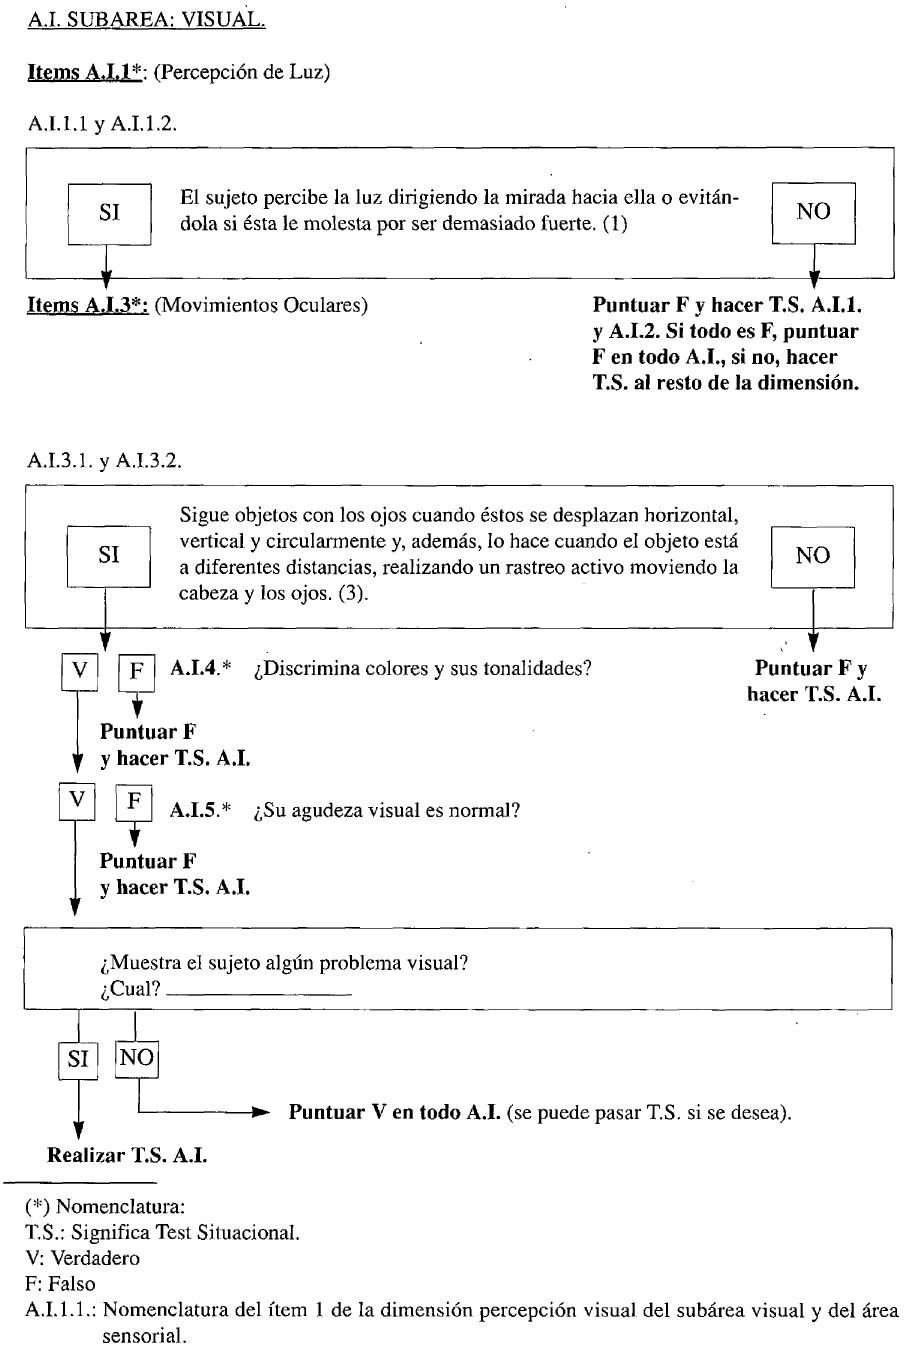 A.I. SUBAREA: VISUAL.
Items A.I.1*: (Percepción de Luz)
A.I.1.1 y A.I.1.2.
SI
El sujeto percibe la luz dirigiendo la mirada hacia ella o evitán-
dola si ésta le molesta por ser demasiado fuerte. (1)
NO
Items A.I.3*: (Movimientos Oculares)
Puntuar F y hacer T.S. A.I.1.
y A.I.2. Si todo es F, puntuar
F en todo A.I., si no, hacer
T.S. al resto de la dimensión.
A.I.3.1. y A.I.3.2.
SI
Sigue objetos con los ojos cuando éstos se desplazan horizontal,
vertical y circularmente y, además, lo hace cuando el objeto está
a diferentes distancias, realizando un rastreo activo moviendo la
cabeza y los ojos. (3).
NO
V F A.I.4.* ¿Discrimina colores y sus tonalidades?
Puntuar F y
hacer T.S. A.I.
Puntuar F
y hacer T.S. A.I.
V F A.I.5.* ¿Su agudeza visual es normal?
Puntuar F
y hacer T.S. A.I.
¿Muestra el sujeto algún problema visual?
¿Cual?
SI NO
Puntuar V en todo A.I. (se puede pasar T.S. si se desea).
Realizar T.S. A.I.
(*) Nomenclatura:
T.S.: Significa Test Situacional.
V: Verdadero
F: Falso
A.I.1.1.: Nomenclatura del ítem 1 de la dimensión percepción visual del subárea visual y del área
sensorial.